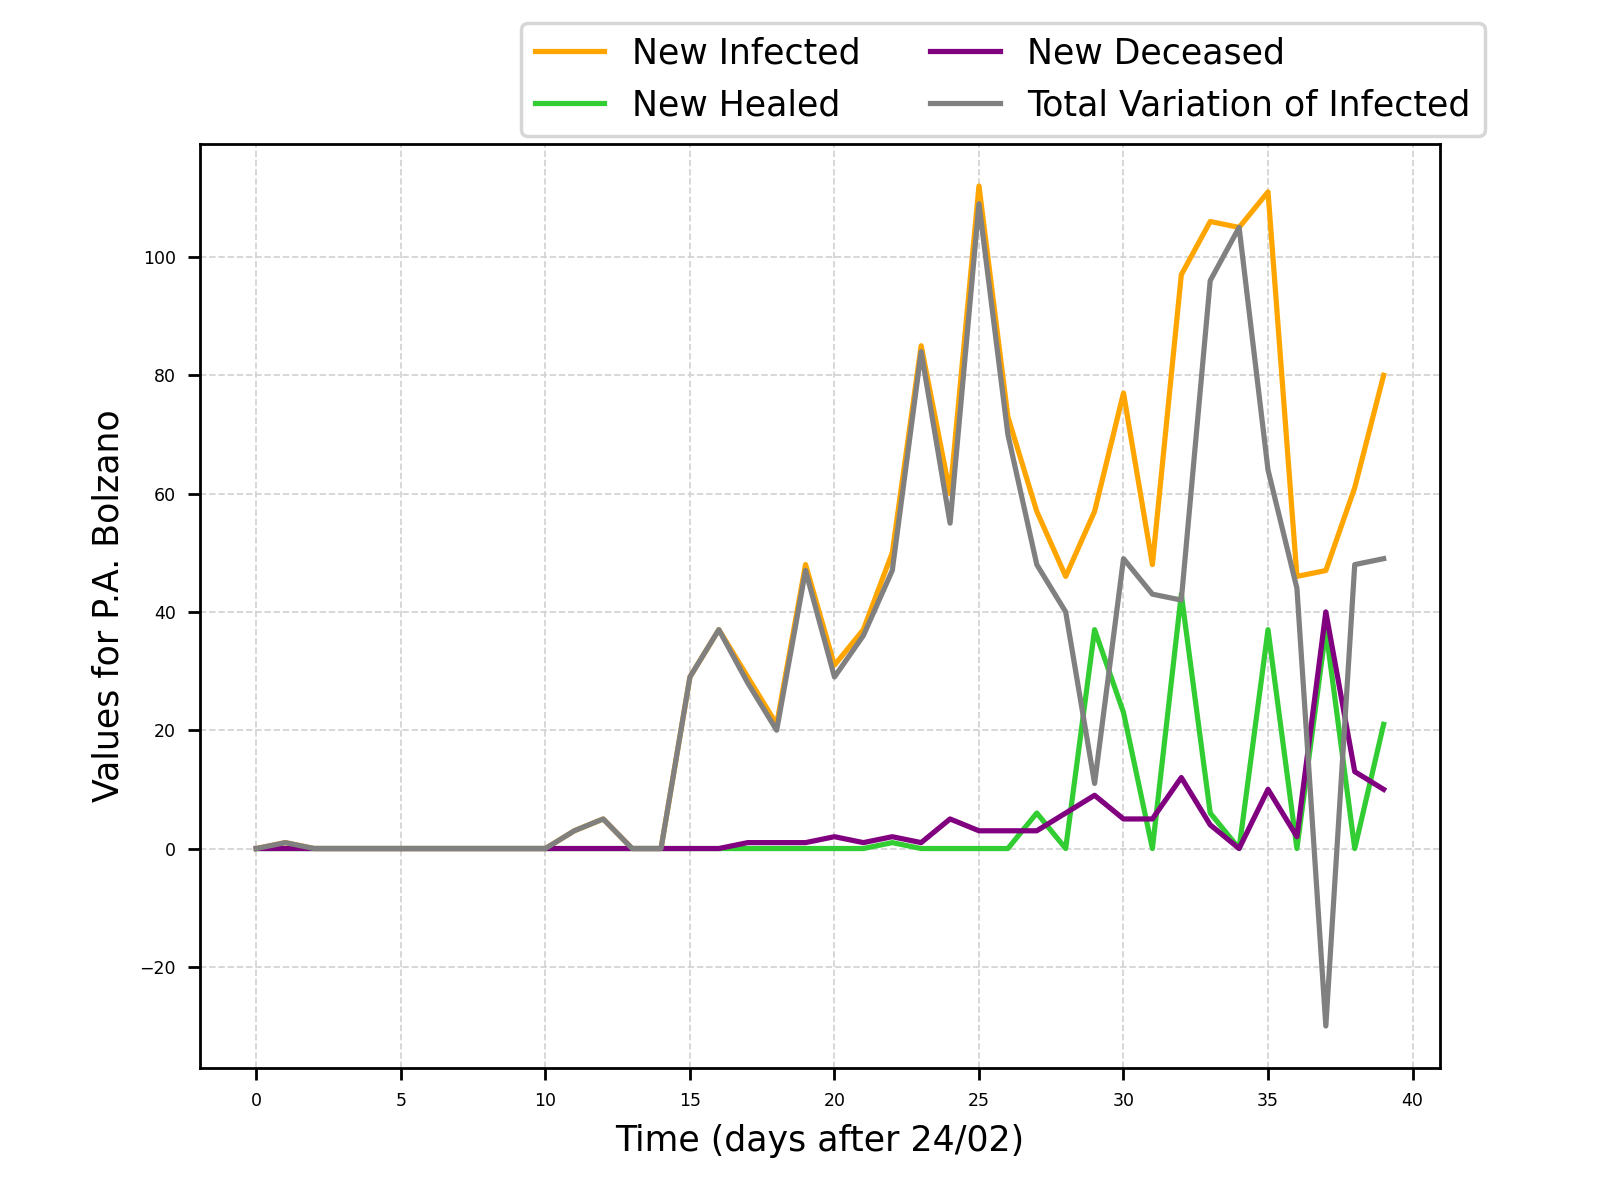 New Infected
New Healed
New Deceased
Total Variation of Infected
Values for P.A. Bolzano
100
80
60
40
20
0
−20
0 5 10 15 20 25 30 35 40
Time (days after 24/02)